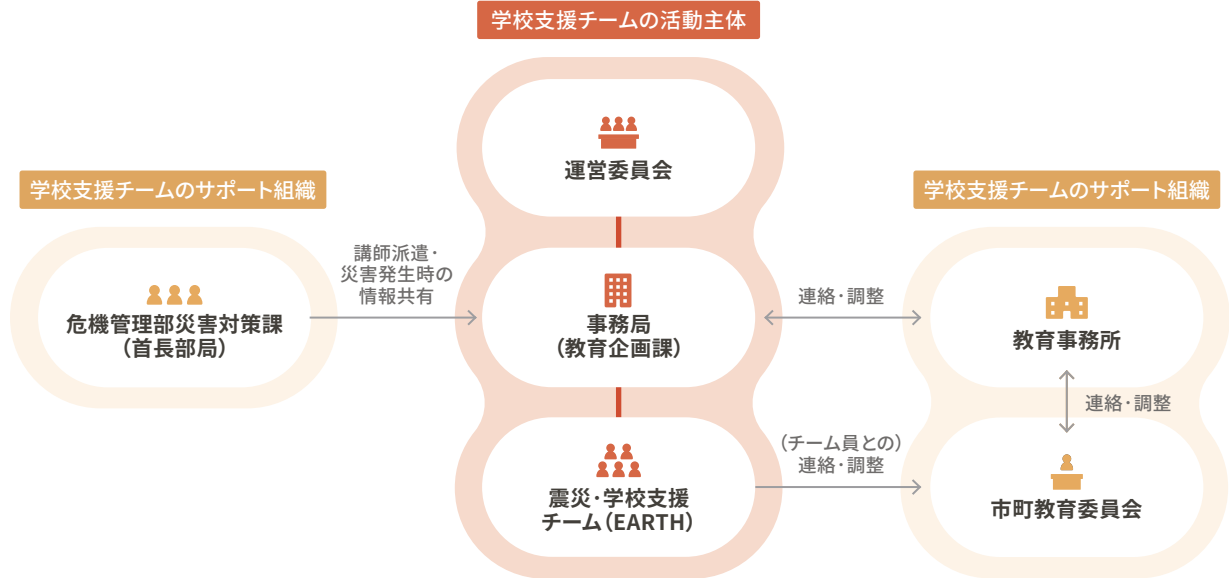 学校支援チームの活動主体
運営委員会
学校支援チームのサポート組織
危機管理部災害対策課
（首長部局）
講師派遣・
災害発生時の
情報共有
事務局
（教育企画課）
震災・学校支援
チーム（EARTH）
連絡・調整
（チーム員との）
連絡・調整
学校支援チームのサポート組織
教育事務所
連絡・調整
市町教育委員会